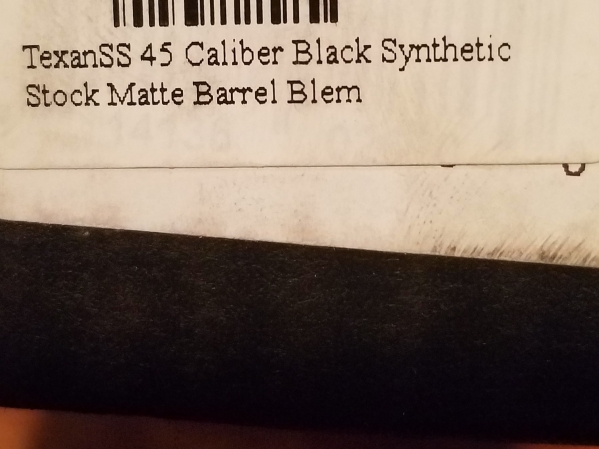 TexanSS 45 Caliber Black Synthetic
Stock Matte Barrel Blem